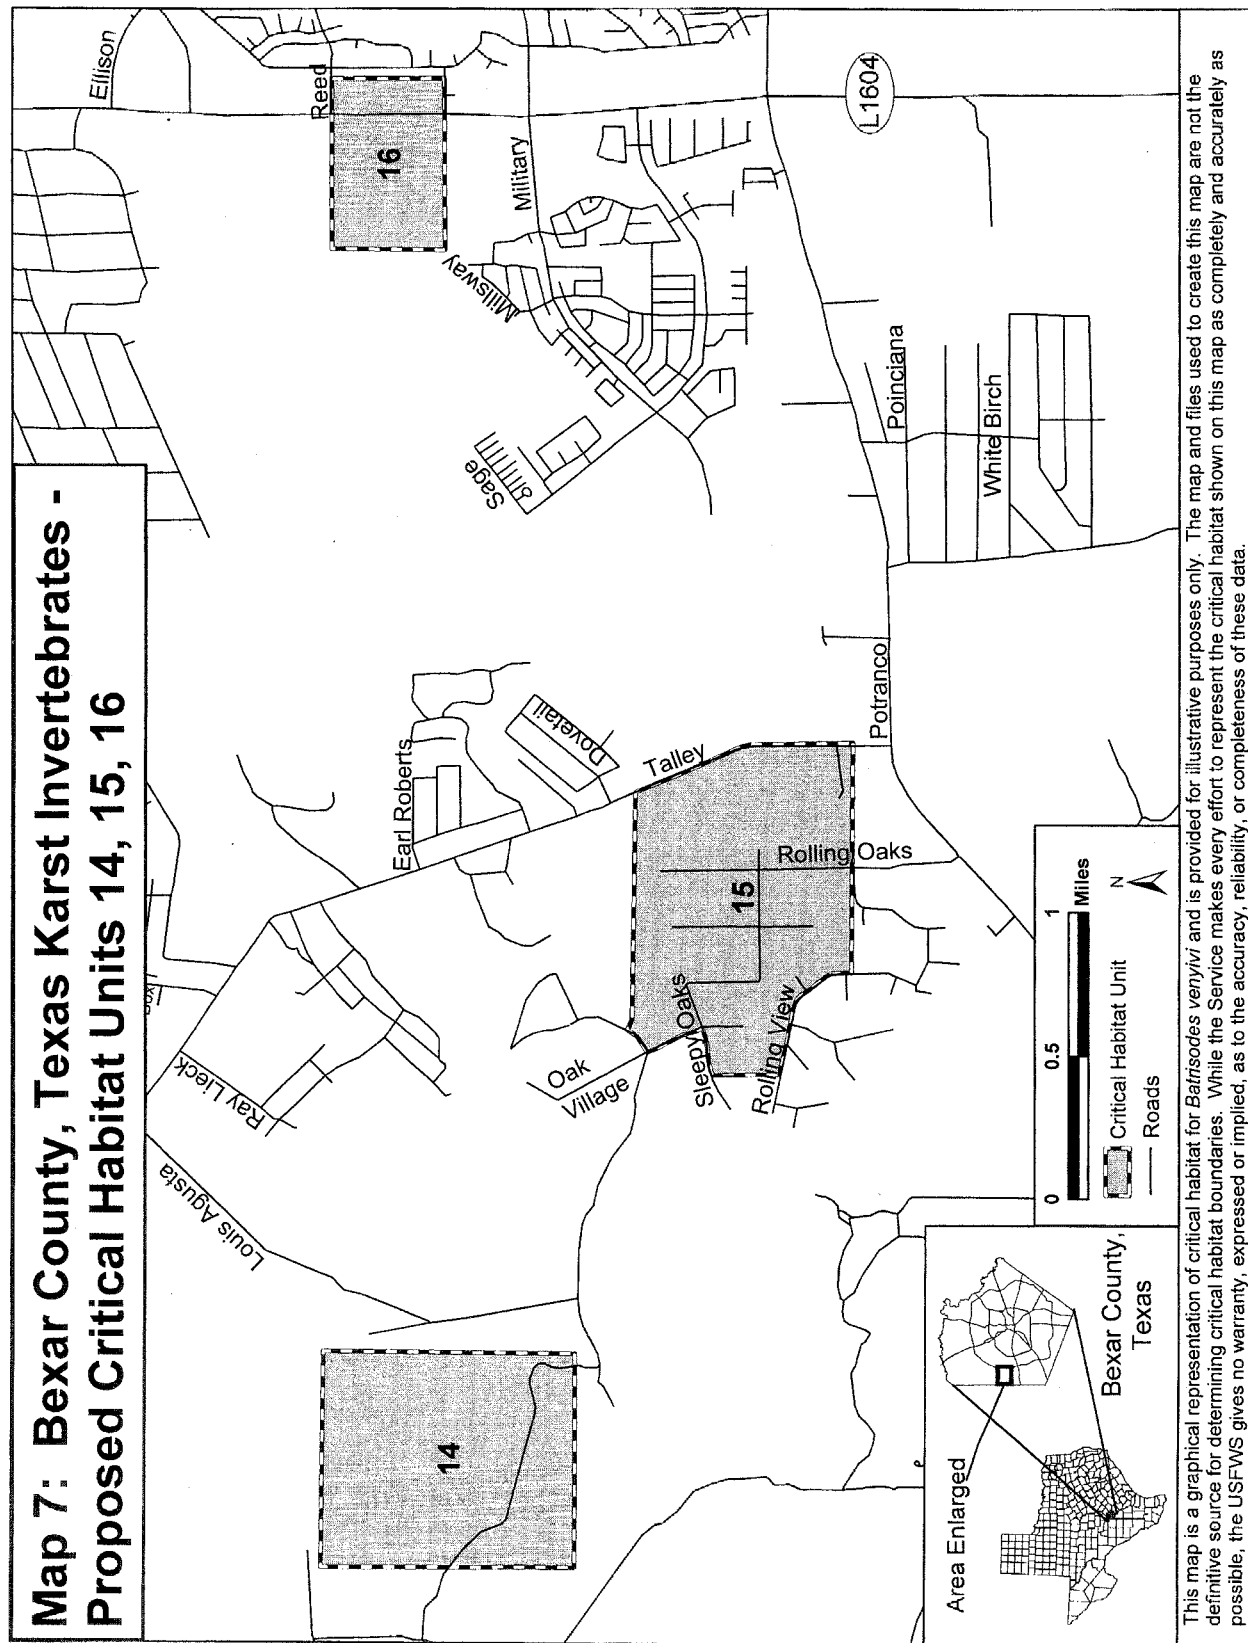 Map 7: Bexar County, Texas Karst Invertebrates -
Proposed Critical Habitat Units 14, 15, 16
Ellison
Reed
16
Military
Millsway
L1604
Sage
Poinciana
White Birch
Earl Roberts
Dovetail
Talley
Potranco
Rolling Oaks
15
Ray Lieck
Oak
Village
Sleepy Oaks
Rolling View
Louis Agusta
14
0 0.5 1
Miles
N
Critical Habitat Unit
Roads
Area Enlarged
Bexar County,
Texas
This map is a graphical representation of critical habitat for Batrisodes venyivi and is provided for illustrative purposes only. The map and files used to create this map are not the
definitive source for determining critical habitat boundaries. While the Service makes every effort to represent the critical habitat shown on this map as completely and accurately as
possible, the USFWS gives no warranty, expressed or implied, as to the accuracy, reliability, or completeness of these data.